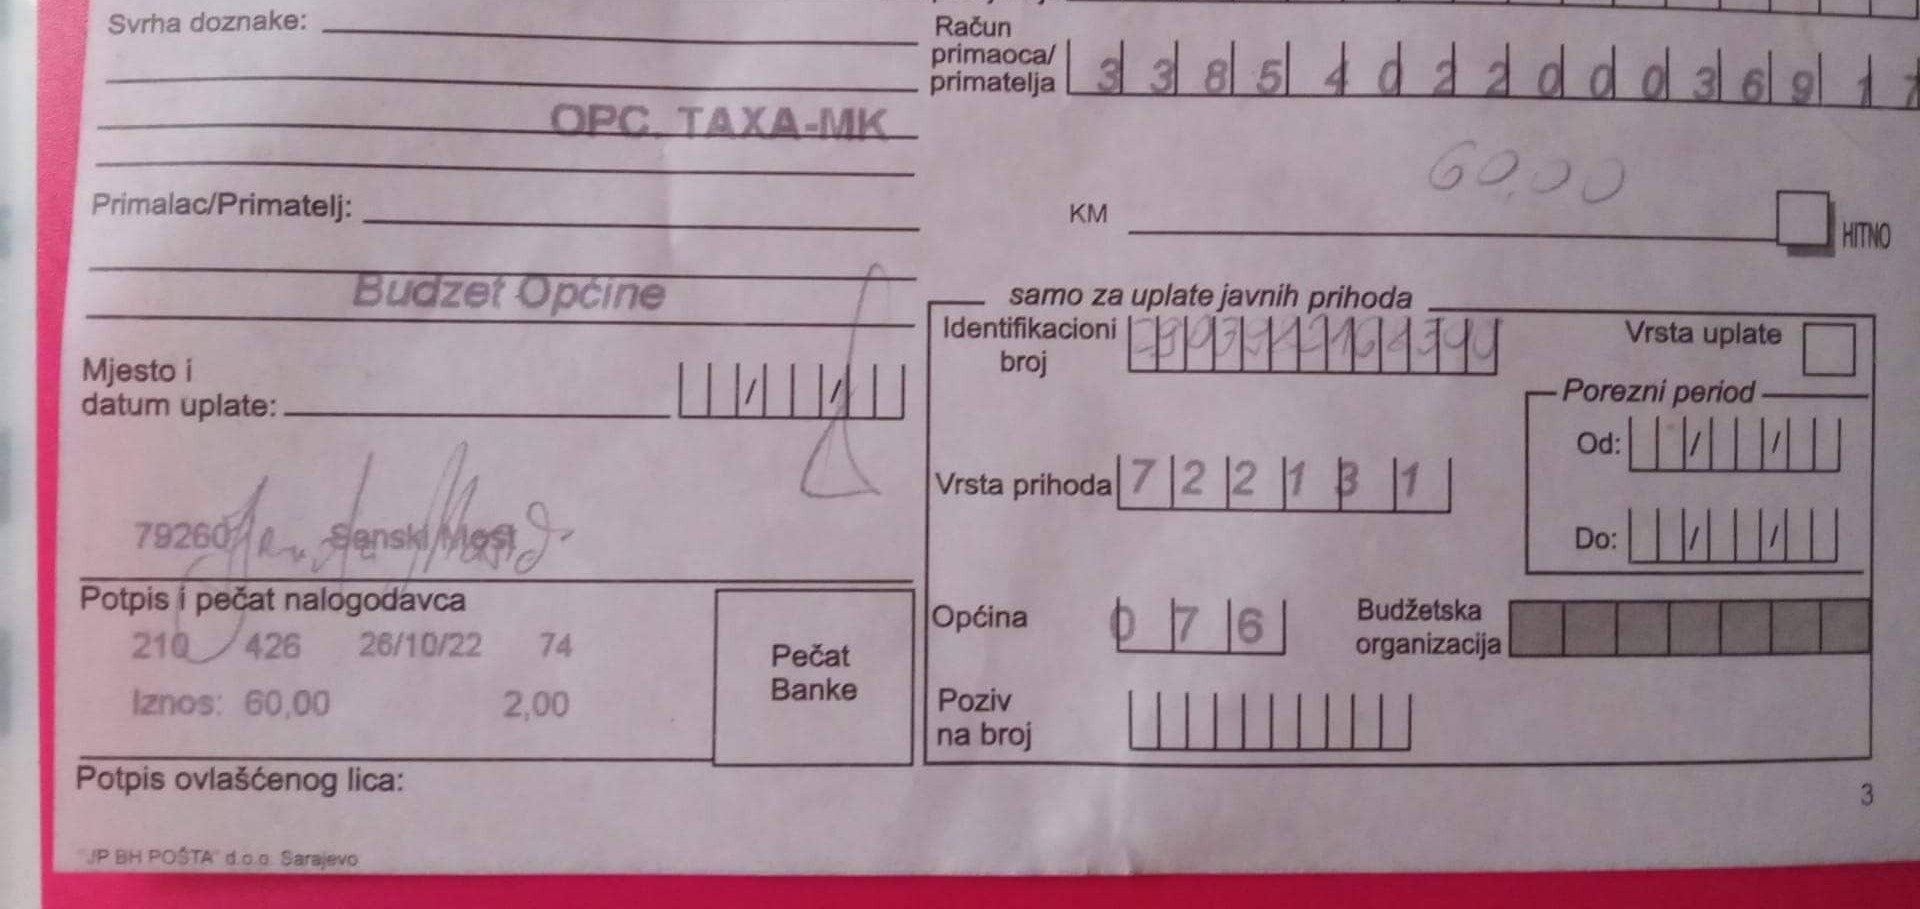 Svrha doznake:
OPC. TAXA-MK
Primalac/Primatelj:
Budzet Općine
Mjesto i
datum uplate: / /
79260 Sanski Most
Potpis i pečat nalogodavca
210 426 26/10/22 74
Iznos: 60,00 2,00
Potpis ovlašćenog lica:
"JP BH POŠTA" d.o.o. Sarajevo
Pečat
Banke
Račun
primaoca/
primatelja 3 3 8 5 4 0 2 2 0 0 0 3 6 9 1 7
60,00
KM
HITNO
samo za uplate javnih prihoda
Identifikacioni
broj
Vrsta uplate
Porezni period
Od: / /
Vrsta prihoda 7 2 2 1 3 1
Do: / /
Općina 0 7 6
Budžetska
organizacija
Poziv
na broj
3